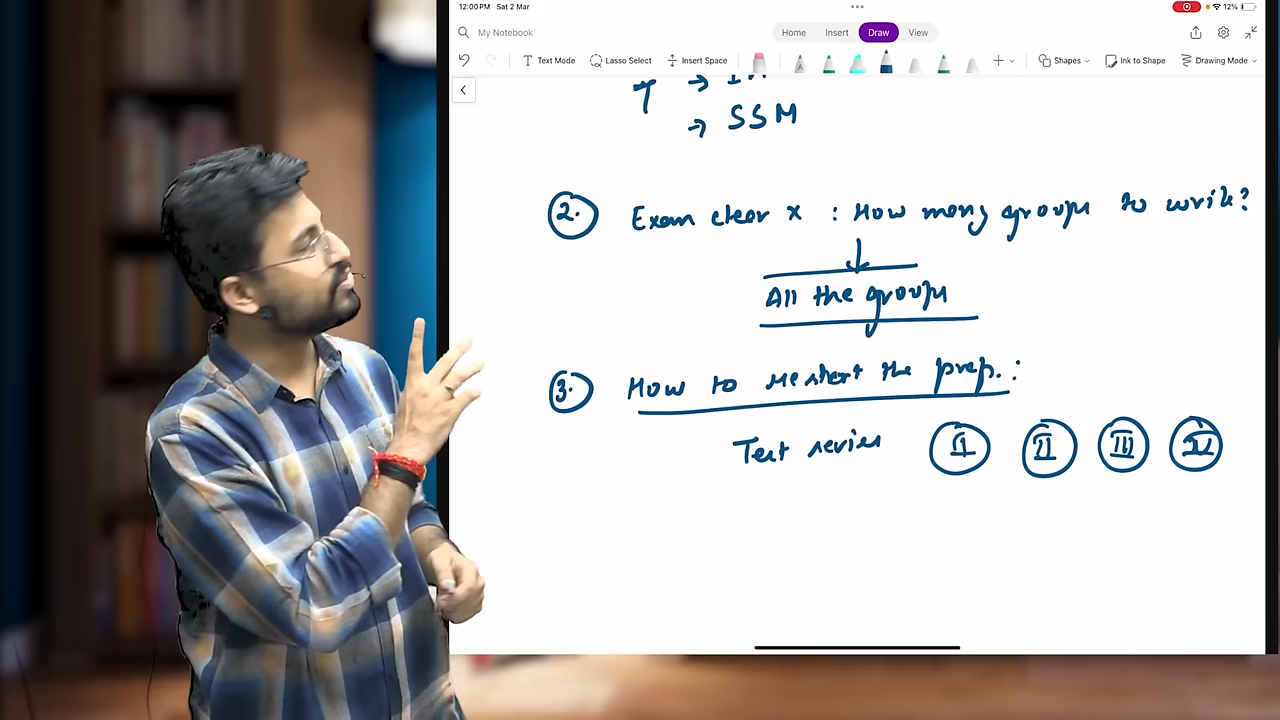 12:00 PM Sat 2 Mar 12%
My Notebook Home Insert Draw View
Text Mode Lasso Select Insert Space Shapes Ink to Shape Drawing Mode
→ SSM
2. Exam clear x : How many groups to write?
All the groups
3. How to restart the prep. :
Test series I II III IV